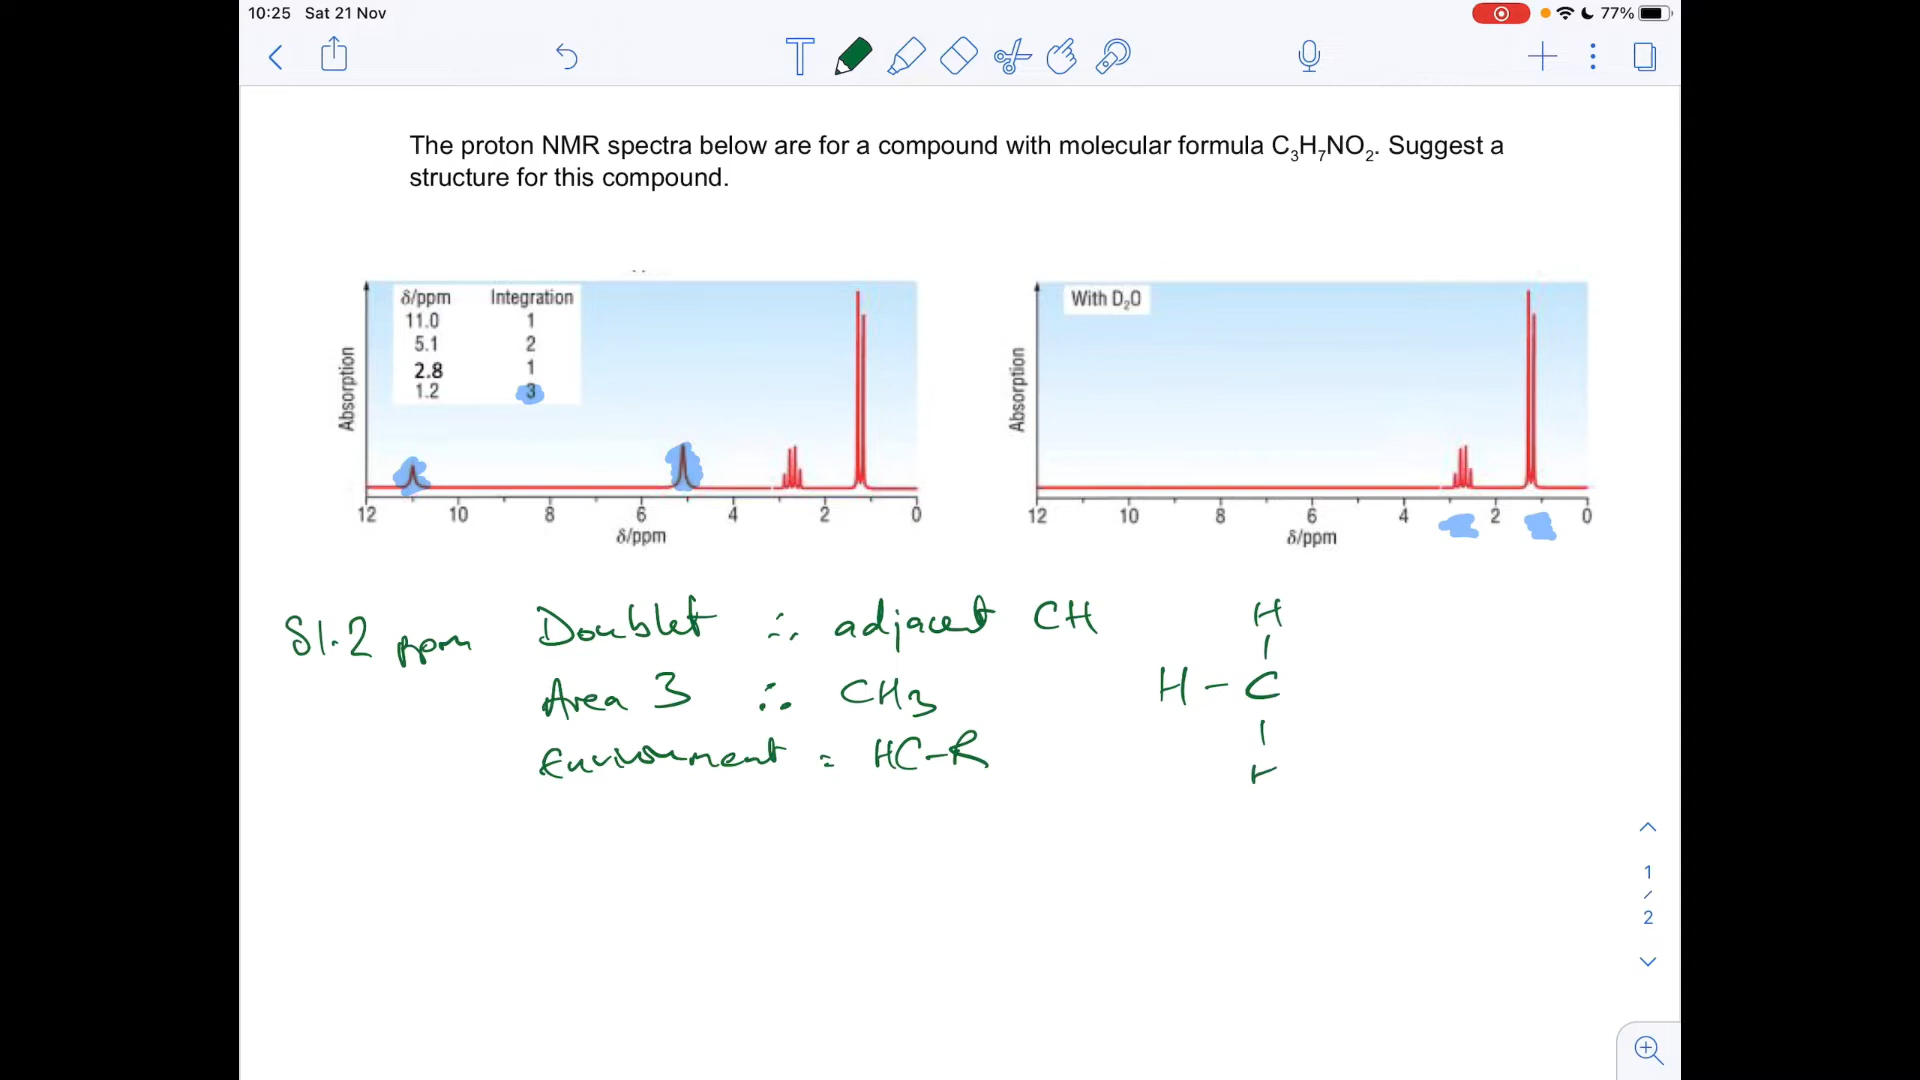 10:25 Sat 21 Nov
77%
The proton NMR spectra below are for a compound with molecular formula C₃H₇NO₂. Suggest a
structure for this compound.
δ/ppm Integration
11.0 1
5.1 2
2.8 1
1.2 3
Absorption
12 10 8 6 4 2 0
δ/ppm
With D₂O
Absorption
12 10 8 6 4 2 0
δ/ppm
δ1.2 ppm Doublet ∴ adjacent CH
Area 3 ∴ CH₃
Environment = HC-R
H
H - C
1
/
2